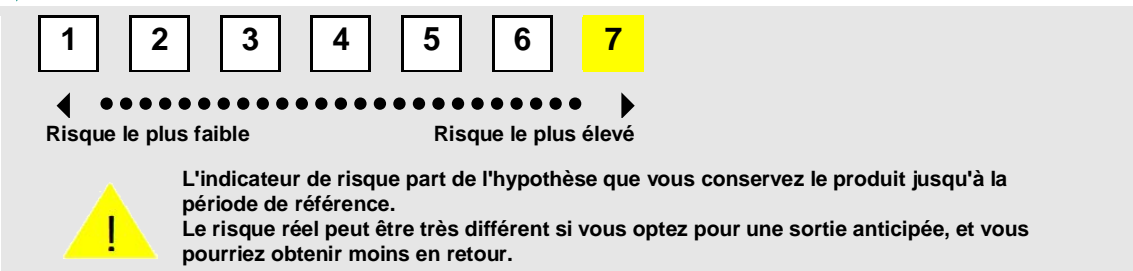 1 2 3 4 5 6 7
Risque le plus faible Risque le plus élevé
L'indicateur de risque part de l'hypothèse que vous conservez le produit jusqu'à la
période de référence.
Le risque réel peut être très différent si vous optez pour une sortie anticipée, et vous
pourriez obtenir moins en retour.
!